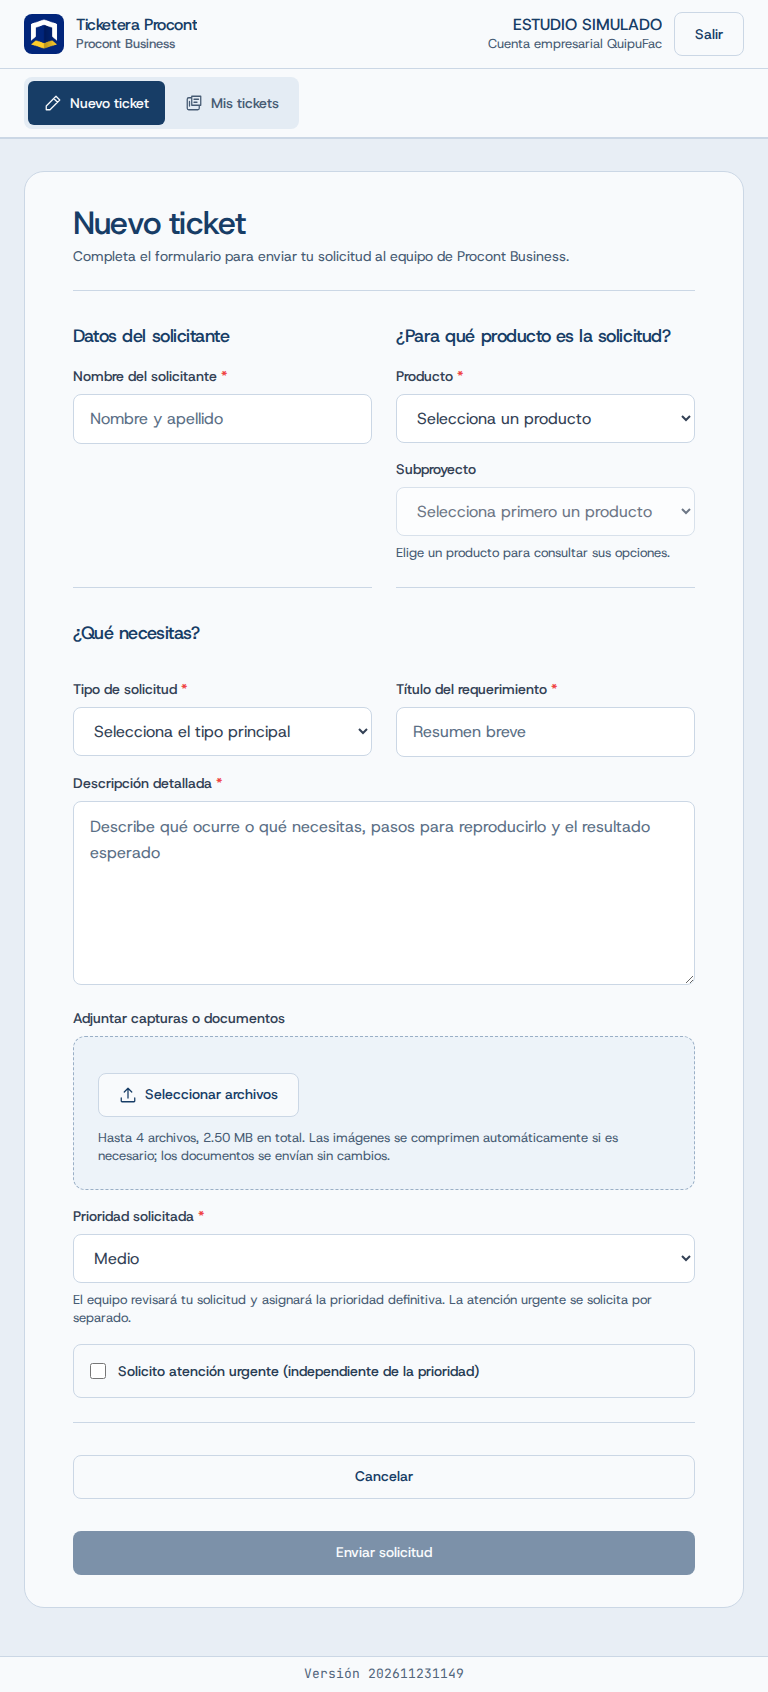 Ticketera Procont
Procont Business
ESTUDIO SIMULADO
Cuenta empresarial QuipuFac
Salir
Nuevo ticket
Mis tickets
Nuevo ticket
Completa el formulario para enviar tu solicitud al equipo de Procont Business.
Datos del solicitante
Nombre del solicitante *
Nombre y apellido
¿Para qué producto es la solicitud?
Producto *
Selecciona un producto
Subproyecto
Selecciona primero un producto
Elige un producto para consultar sus opciones.
¿Qué necesitas?
Tipo de solicitud *
Selecciona el tipo principal
Título del requerimiento *
Resumen breve
Descripción detallada *
Describe qué ocurre o qué necesitas, pasos para reproducirlo y el resultado
esperado
Adjuntar capturas o documentos
Seleccionar archivos
Hasta 4 archivos, 2.50 MB en total. Las imágenes se comprimen automáticamente si es
necesario; los documentos se envían sin cambios.
Prioridad solicitada *
Medio
El equipo revisará tu solicitud y asignará la prioridad definitiva. La atención urgente se solicita por
separado.
Solicito atención urgente (independiente de la prioridad)
Cancelar
Enviar solicitud
Versión 202611231149